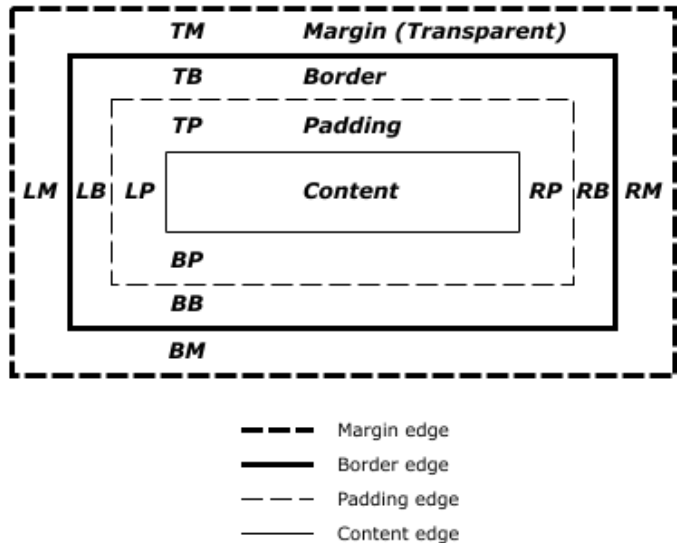 TM Margin (Transparent)
TB Border
TP Padding
LM LB LP Content RP RB RM
BP
BB
BM
Margin edge
Border edge
Padding edge
Content edge